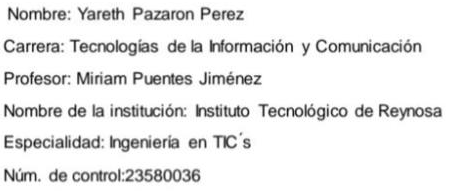 Nombre: Yareth Pazaron Perez
Carrera: Tecnologías de la Información y Comunicación
Profesor: Miriam Puentes Jiménez
Nombre de la institución: Instituto Tecnológico de Reynosa
Especialidad: Ingeniería en TIC´s
Núm. de control:23580036